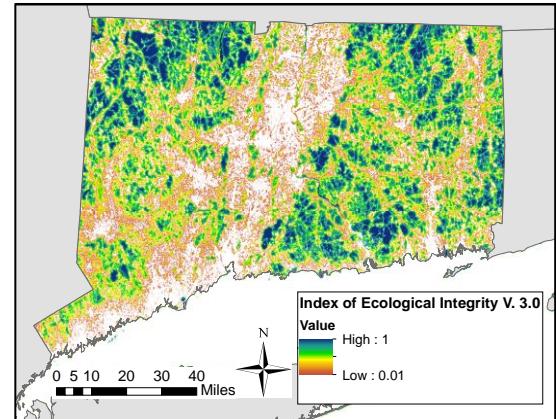 Index of Ecological Integrity V. 3.0
Value
High : 1
Low : 0.01
N
0 5 10 20 30 40
Miles